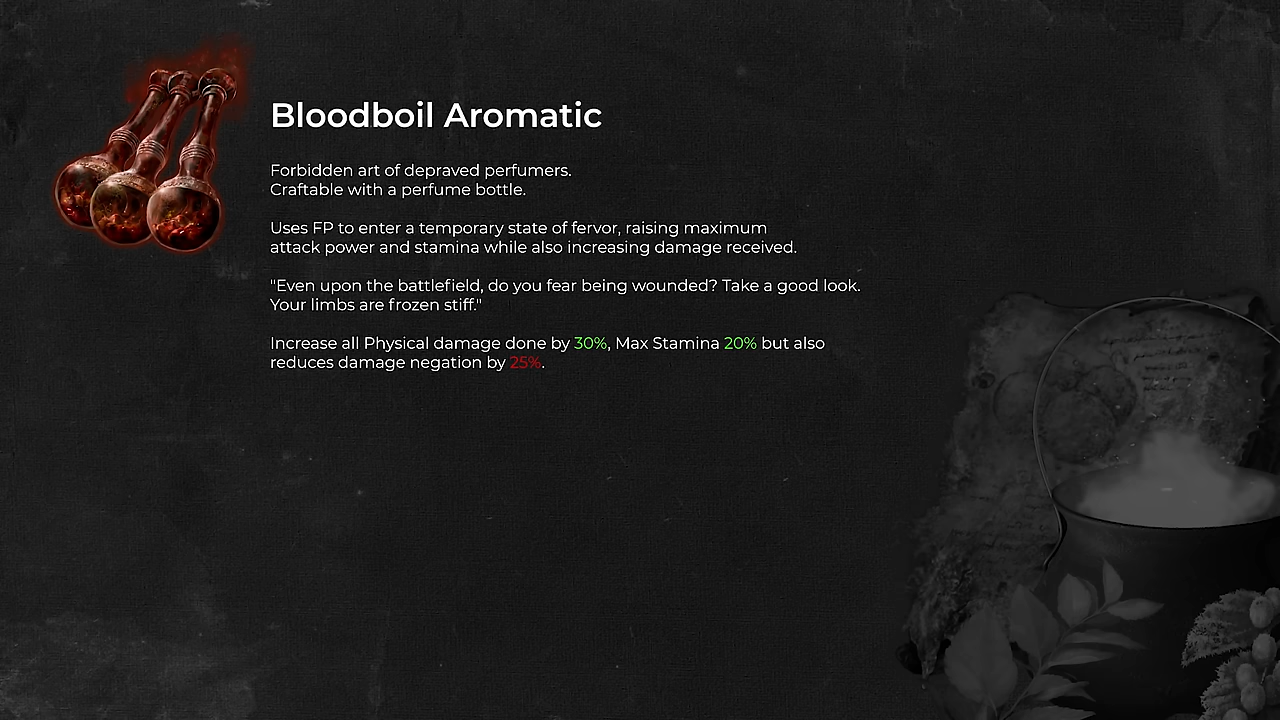 Bloodboil Aromatic
Forbidden art of depraved perfumers.
Craftable with a perfume bottle.
Uses FP to enter a temporary state of fervor, raising maximum
attack power and stamina while also increasing damage received.
"Even upon the battlefield, do you fear being wounded? Take a good look.
Your limbs are frozen stiff."
Increase all Physical damage done by 30%, Max Stamina 20% but also
reduces damage negation by 25%.